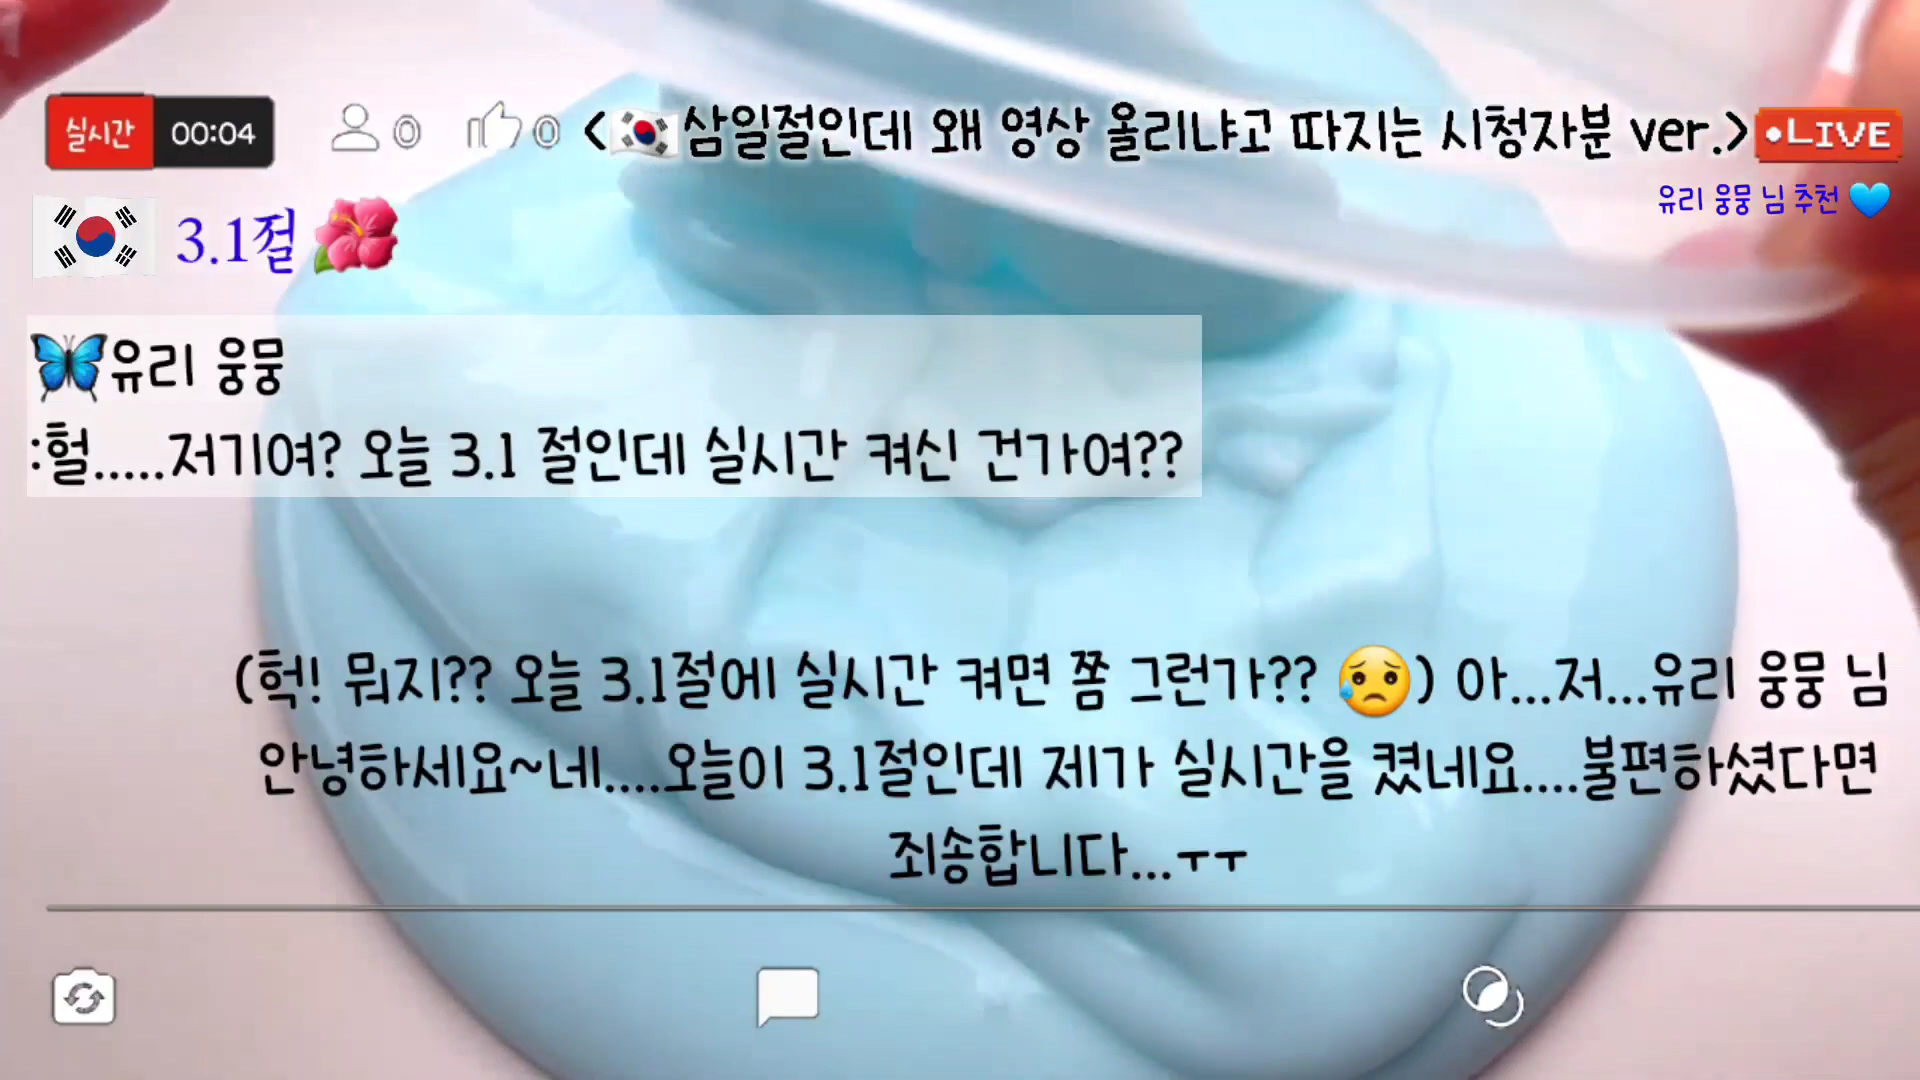 실시간 00:04 0 0 <🇰🇷삼일절인데 왜 영상 올리냐고 따지는 시청자분 ver.> •LIVE
유리 웅뭉 님 추천 💙
🇰🇷 3.1절 🌺
🦋유리 웅뭉
:헐.....저기여? 오늘 3.1 절인데 실시간 켜신 건가여??
(헉! 뭐지?? 오늘 3.1절에 실시간 켜면 쫌 그런가?? 😥) 아...저...유리 웅뭉 님
안녕하세요~네....오늘이 3.1절인데 제가 실시간을 켰네요....불편하셨다면
죄송합니다...ㅜㅜ